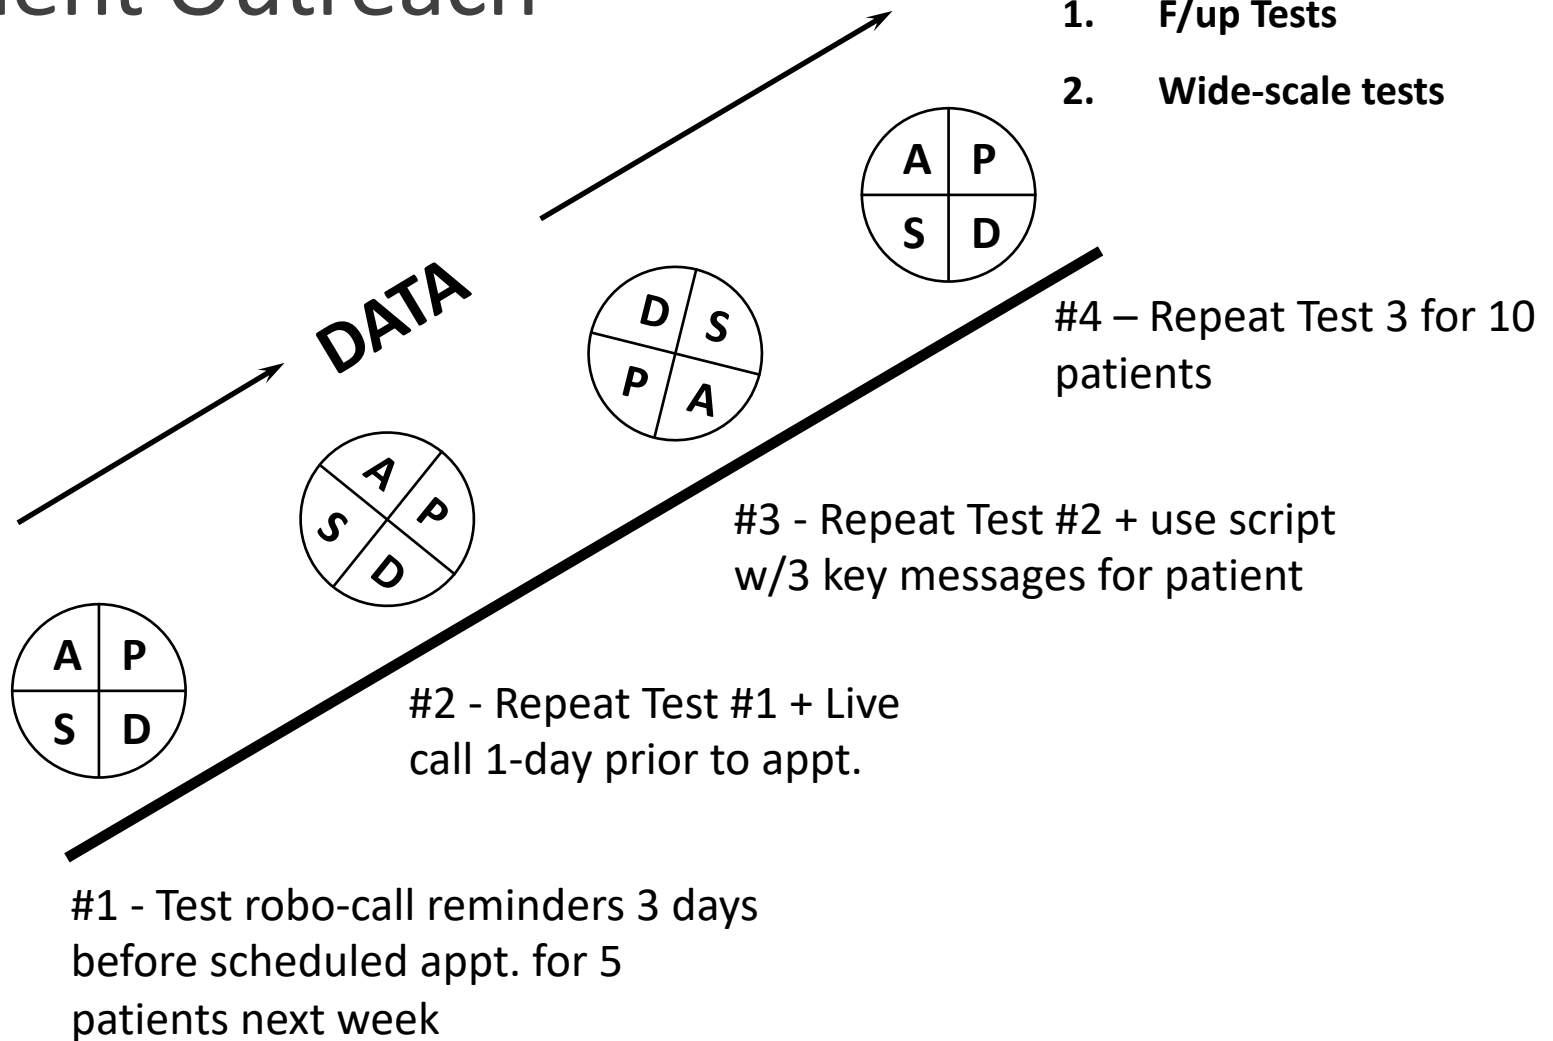 Outreach
1. F/up Tests
2. Wide-scale tests
A P
S D
DATA
D S
P A
#4 – Repeat Test 3 for 10
patients
A P
S D
#3 - Repeat Test #2 + use script
w/3 key messages for patient
A P
S D
#2 - Repeat Test #1 + Live
call 1-day prior to appt.
#1 - Test robo-call reminders 3 days
before scheduled appt. for 5
patients next week